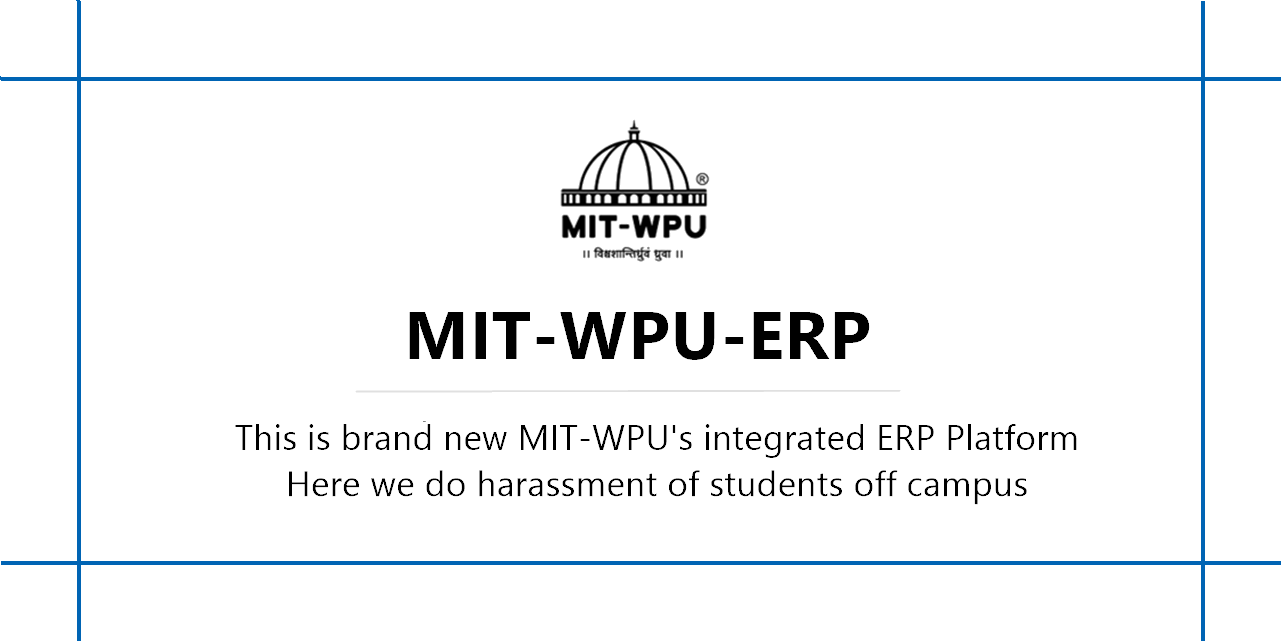 ®
MIT-WPU
॥ विश्वशान्तिर्ध्रुवं ध्रुवा ॥
MIT-WPU-ERP
This is brand new MIT-WPU's integrated ERP Platform
Here we do harassment of students off campus